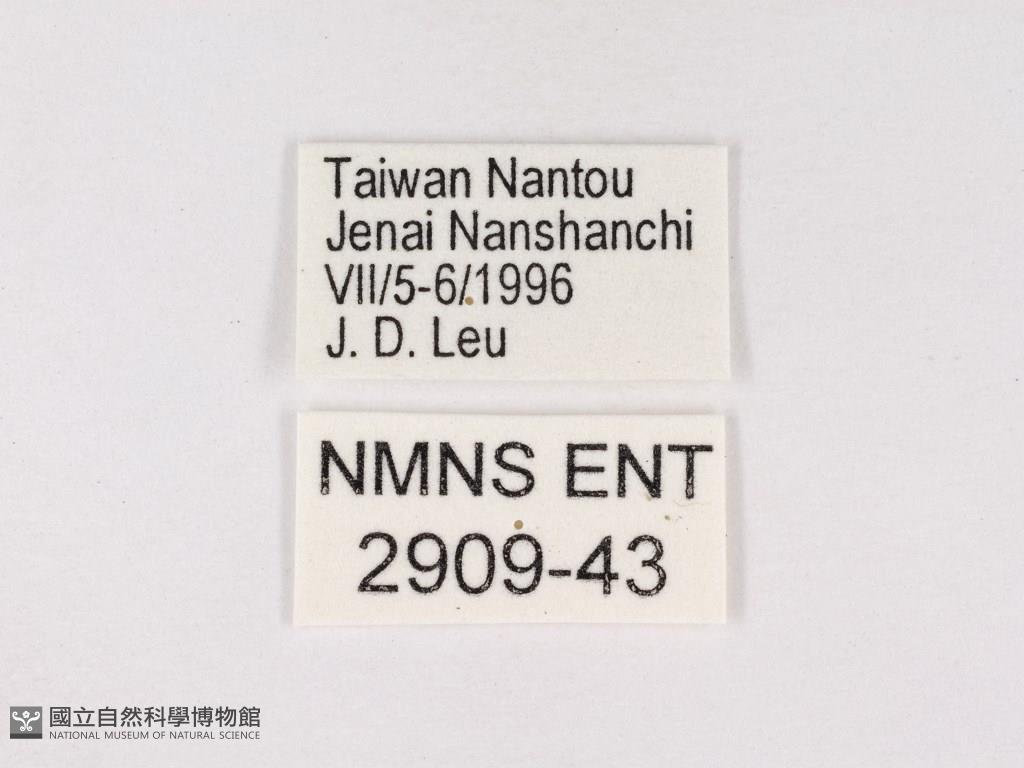 Taiwan Nantou
Jenai Nanshanchi
VII/5-6/1996
J. D. Leu
NMNS ENT
2909-43
國立自然科學博物館
NATIONAL MUSEUM OF NATURAL SCIENCE